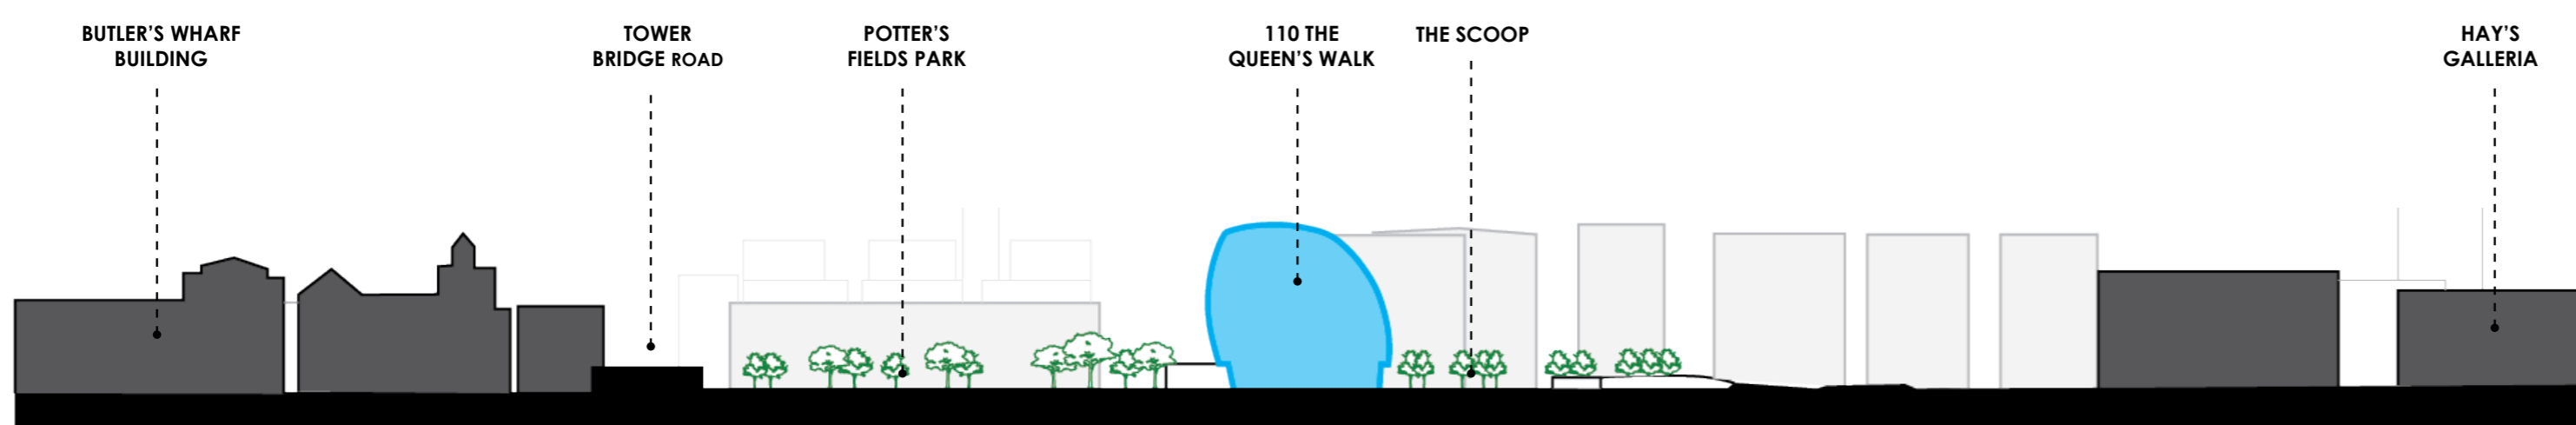 BUTLER'S WHARF
BUILDING
TOWER
BRIDGE ROAD
POTTER'S
FIELDS PARK
110 THE
QUEEN'S WALK
THE SCOOP
HAY'S
GALLERIA